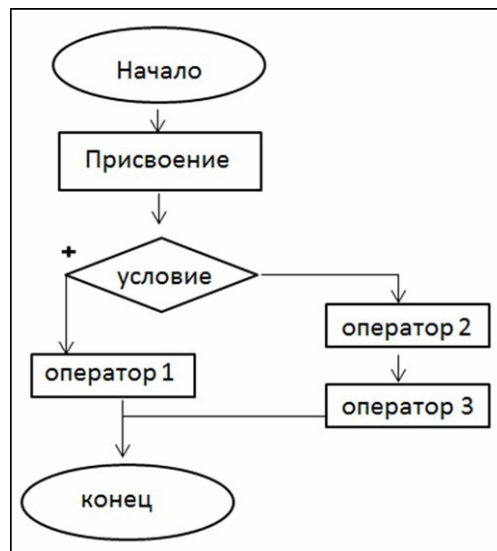 Начало
Присвоение
+
условие
оператор 2
оператор 1
оператор 3
конец